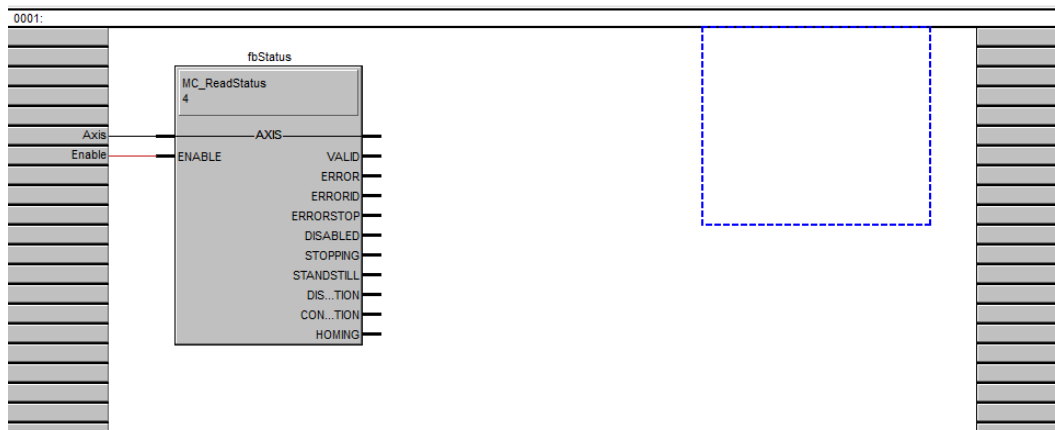 0001:
fbStatus
MC_ReadStatus
4
Axis AXIS
Enable ENABLE VALID
ERROR
ERRORID
ERRORSTOP
DISABLED
STOPPING
STANDSTILL
DIS...TION
CON...TION
HOMING